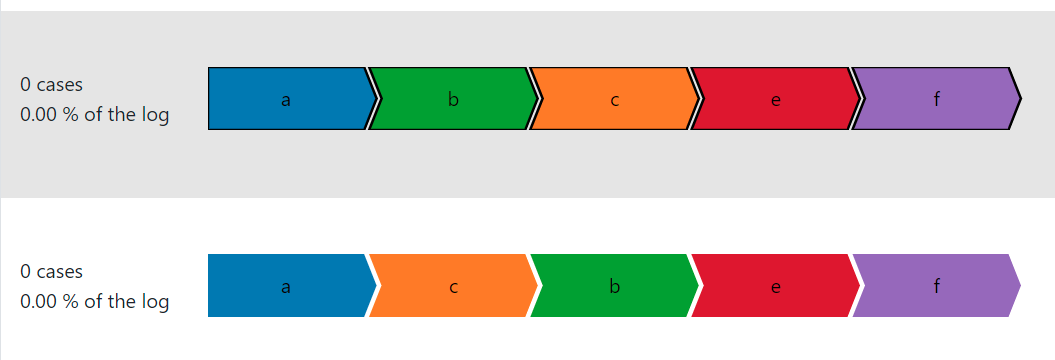 0 cases
0.00 % of the log
a b c e f
0 cases
0.00 % of the log
a c b e f